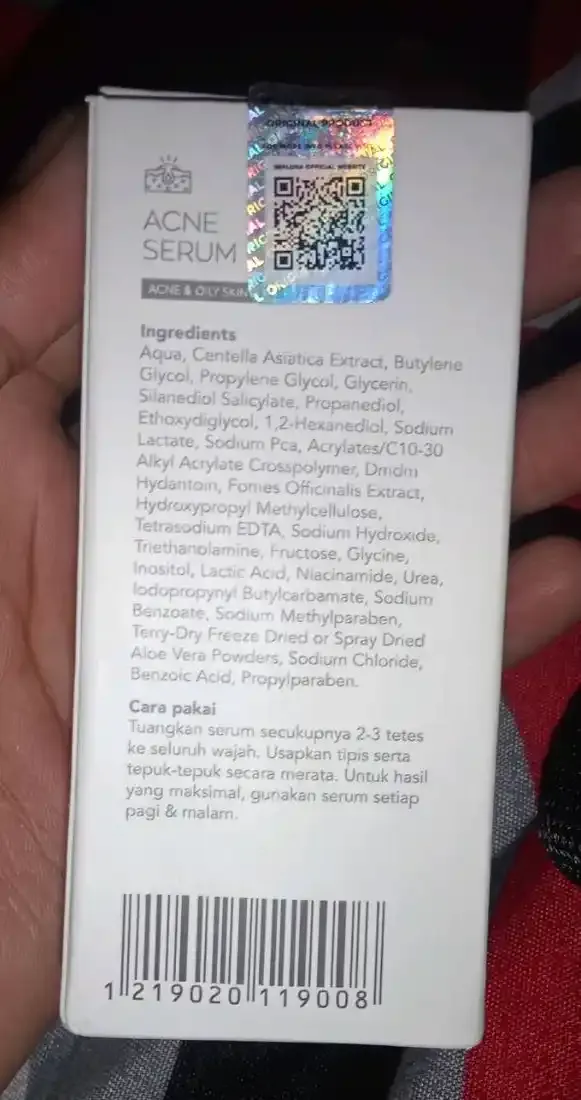 ORIGINAL PRODUCT
ACNE
SERUM
ACNE & OILY SKIN
Ingredients
Aqua, Centella Asiatica Extract, Butylene
Glycol, Propylene Glycol, Glycerin,
Silanediol Salicylate, Propanediol,
Ethoxydiglycol, 1,2-Hexanediol, Sodium
Lactate, Sodium Pca, Acrylates/C10-30
Alkyl Acrylate Crosspolymer, Dmdm
Hydantoin, Fomes Officinalis Extract,
Hydroxypropyl Methylcellulose,
Tetrasodium EDTA, Sodium Hydroxide,
Triethanolamine, Fructose, Glycine,
Inositol, Lactic Acid, Niacinamide, Urea,
Iodopropynyl Butylcarbamate, Sodium
Benzoate, Sodium Methylparaben,
Terry-Dry Freeze Dried or Spray Dried
Aloe Vera Powders, Sodium Chloride,
Benzoic Acid, Propylparaben.
Cara pakai
Tuangkan serum secukupnya 2-3 tetes
ke seluruh wajah. Usapkan tipis serta
tepuk-tepuk secara merata. Untuk hasil
yang maksimal, gunakan serum setiap
pagi & malam.
1 219020 119008